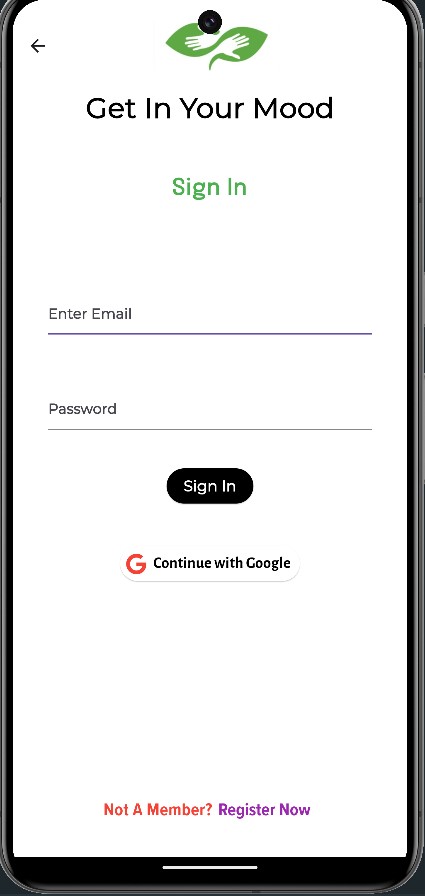 Get In Your Mood
Sign In
Enter Email
Password
Sign In
Continue with Google
Not A Member? Register Now